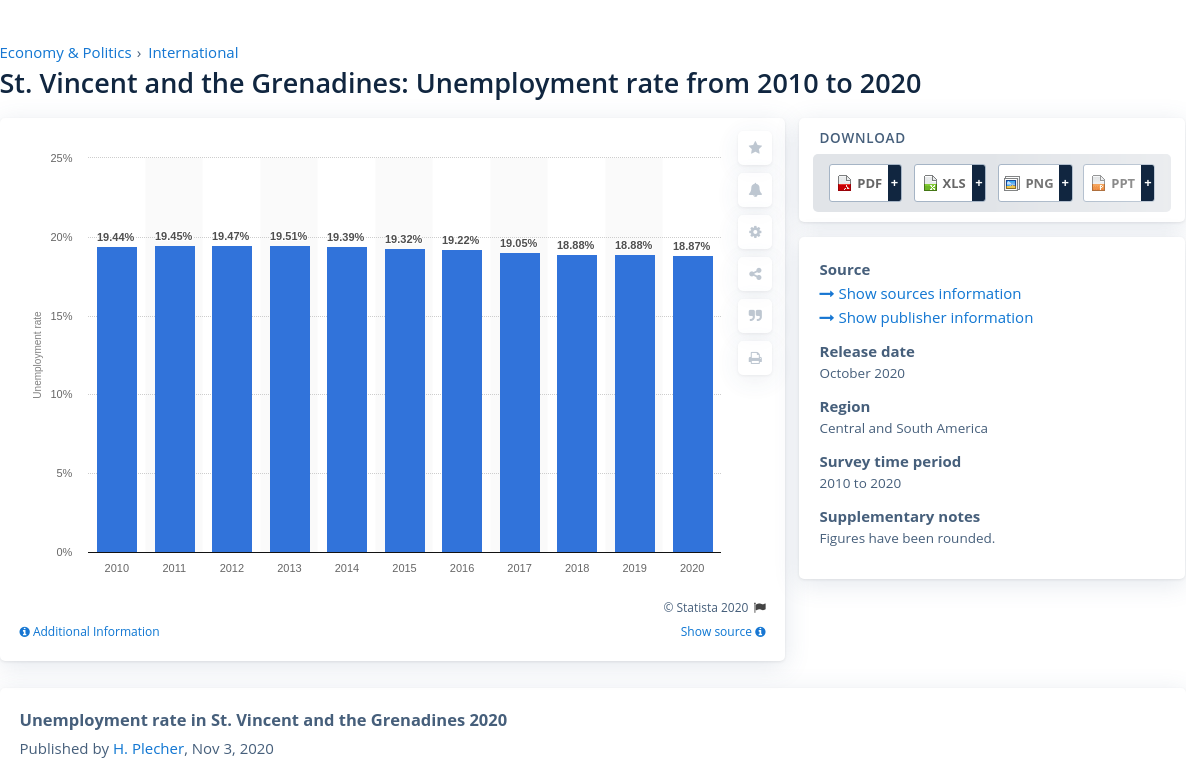 Economy & Politics › International
St. Vincent and the Grenadines: Unemployment rate from 2010 to 2020
25%
20%
15%
10%
5%
0%
Unemployment rate
19.44% 19.45% 19.47% 19.51% 19.39% 19.32% 19.22% 19.05% 18.88% 18.88% 18.87%
2010 2011 2012 2013 2014 2015 2016 2017 2018 2019 2020
© Statista 2020
Additional Information
Show source
DOWNLOAD
PDF + XLS + PNG + PPT +
Source
Show sources information
Show publisher information
Release date
October 2020
Region
Central and South America
Survey time period
2010 to 2020
Supplementary notes
Figures have been rounded.
Unemployment rate in St. Vincent and the Grenadines 2020
Published by H. Plecher, Nov 3, 2020